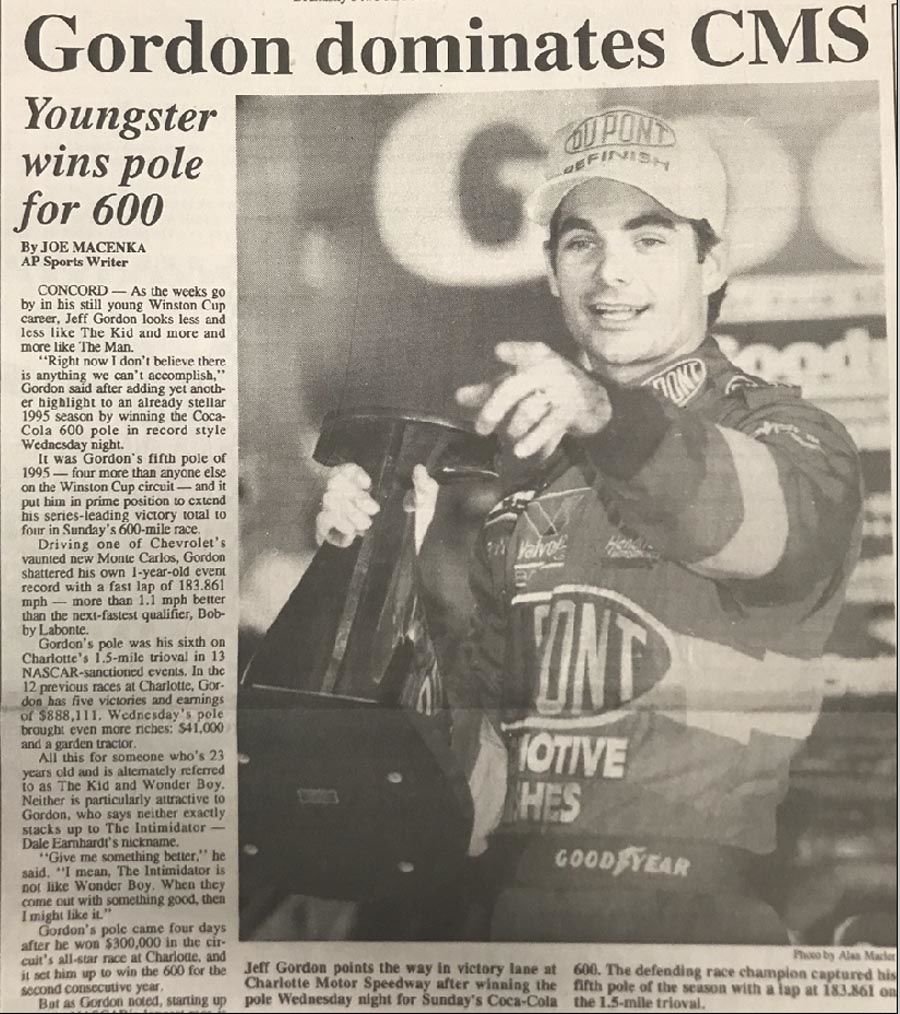 Gordon dominates CMS
Youngster
wins pole
for 600
By JOE MACENKA
AP Sports Writer
CONCORD — As the weeks go
by in his still young Winston Cup
career, Jeff Gordon looks less and
less like The Kid and more and
more like The Man.
"Right now I don't believe there
is anything we can't accomplish,"
Gordon said after adding yet anoth-
er highlight to an already stellar
1995 season by winning the Coca-
Cola 600 pole in record style
Wednesday night.
It was Gordon's fifth pole of
1995 — four more than anyone else
on the Winston Cup circuit — and it
put him in prime position to extend
his series-leading victory total to
four in Sunday's 600-mile race.
Driving one of Chevrolet's
vaunted new Monte Carlos, Gordon
shattered his own 1-year-old event
record with a fast lap of 183.861
mph — more than 1.1 mph better
than the next-fastest qualifier, Bob-
by Labonte.
Gordon's pole was his sixth on
Charlotte's 1.5-mile trioval in 13
NASCAR-sanctioned events. In the
12 previous races at Charlotte, Gor-
don has five victories and earnings
of $888,111. Wednesday's pole
brought even more riches: $41,000
and a garden tractor.
All this for someone who's 23
years old and is alternately referred
to as The Kid and Wonder Boy.
Neither is particularly attractive to
Gordon, who says neither exactly
stacks up to The Intimidator —
Dale Earnhardt's nickname.
"Give me something better," he
said. "I mean, The Intimidator is
not like Wonder Boy. When they
come out with something good, then
I might like it."
Gordon's pole came four days
after he won $300,000 in the cir-
cuit's all-star race at Charlotte, and
it set him up to win the 600 for the
second consecutive year.
But as Gordon noted, starting up
DU PONT
REFINISH
DONT
Valvol
PONT
MOTIVE
HES
GOODYEAR
Photo by Alan
Jeff Gordon points the way in victory lane at
Charlotte Motor Speedway after winning the
pole Wednesday night for Sunday's Coca-Cola
600. The defending race champion captured his
fifth pole of the season with a lap at 183.861 on
the 1.5-mile trioval.